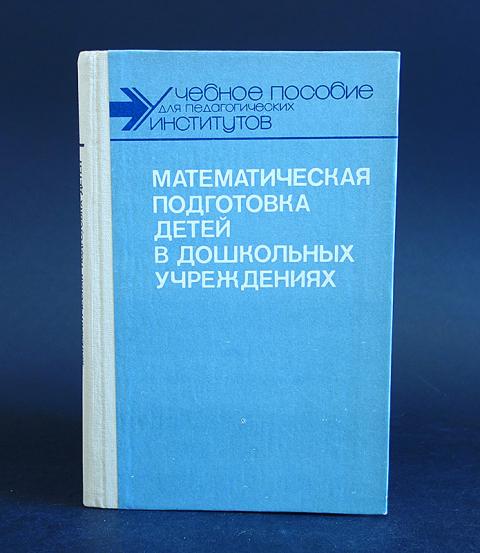 Учебное пособие
для педагогических
институтов
МАТЕМАТИЧЕСКАЯ
ПОДГОТОВКА
ДЕТЕЙ
В ДОШКОЛЬНЫХ
УЧРЕЖДЕНИЯХ